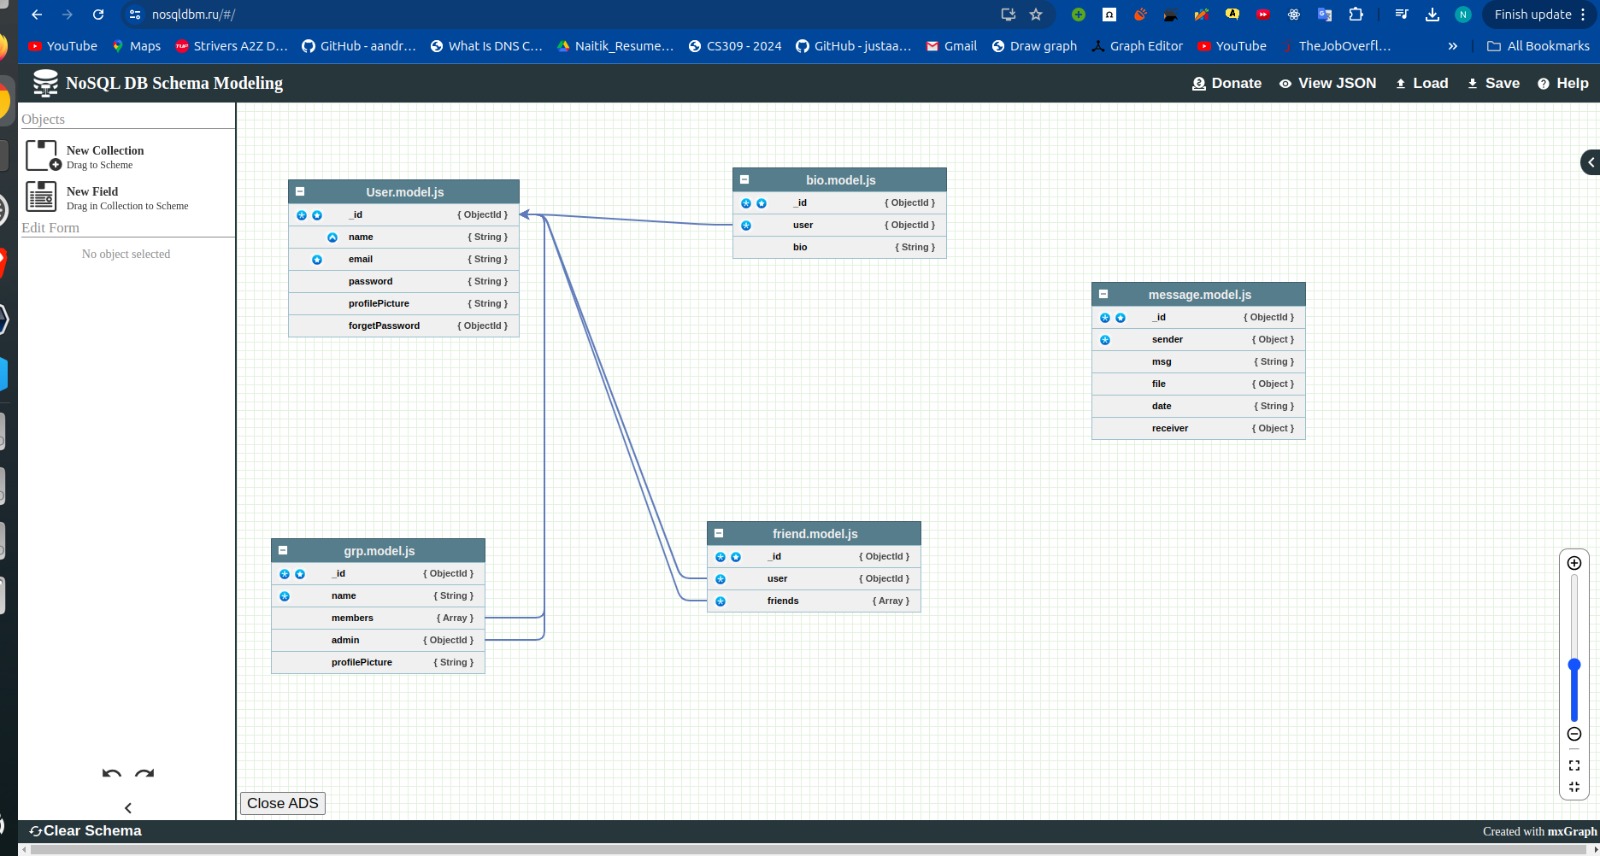 nosqldbm.ru/#/
Finish update
YouTube Maps Strivers A2Z D... GitHub - aandr... What Is DNS C... Naitik_Resume... CS309 - 2024 GitHub - justaa... Gmail Draw graph Graph Editor YouTube TheJobOverfl... » All Bookmarks
NoSQL DB Schema Modeling
Donate View JSON Load Save Help
Objects
New Collection
Drag to Scheme
New Field
Drag in Collection to Scheme
Edit Form
No object selected
User.model.js
_id { ObjectId }
name { String }
email { String }
password { String }
profilePicture { String }
forgetPassword { ObjectId }
bio.model.js
_id { ObjectId }
user { ObjectId }
bio { String }
message.model.js
_id { ObjectId }
sender { Object }
msg { String }
file { Object }
date { String }
receiver { Object }
grp.model.js
_id { ObjectId }
name { String }
members { Array }
admin { ObjectId }
profilePicture { String }
friend.model.js
_id { ObjectId }
user { ObjectId }
friends { Array }
Close ADS
Clear Schema
Created with mxGraph